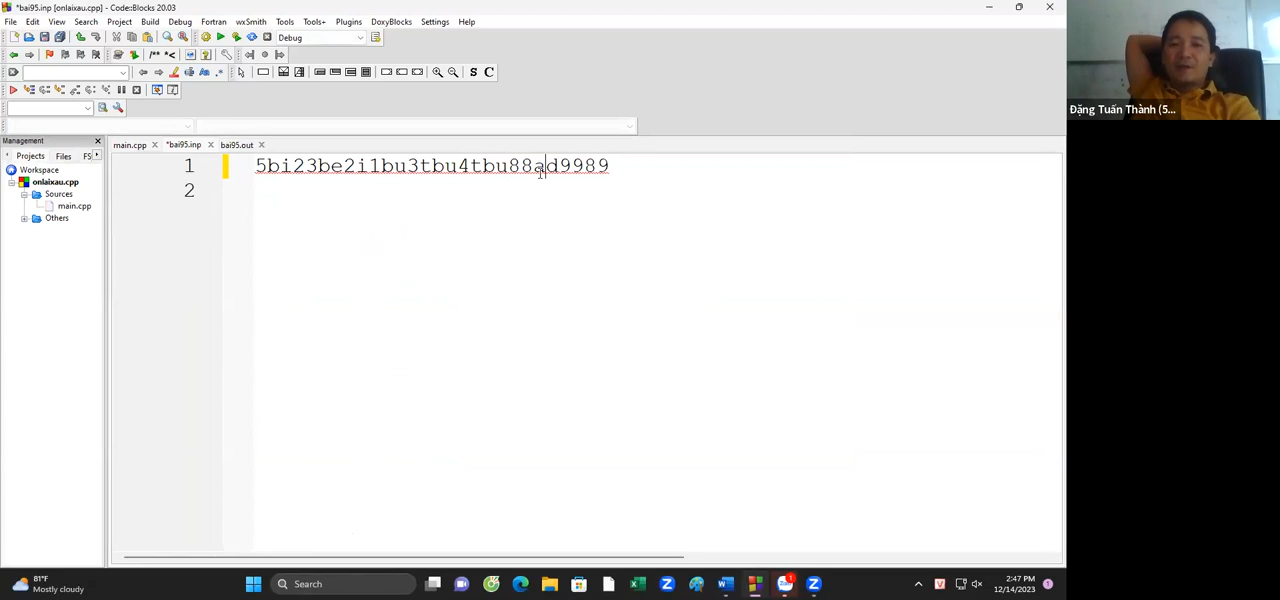 *bai95.inp [onlaixau.cpp] - Code::Blocks 20.03
File Edit View Search Project Build Debug Fortran wxSmith Tools Tools+ Plugins DoxyBlocks Settings Help
Debug
/** *<
S C
Management
main.cpp *bai95.inp bai95.out
Projects Files FS
Workspace
onlaixau.cpp
Sources
main.cpp
Others
1 5bi23be2i1bu3tbu4tbu88ad9989
2
Đặng Tuấn Thành (5...
81°F
Mostly cloudy
Search
2:47 PM
12/14/2023